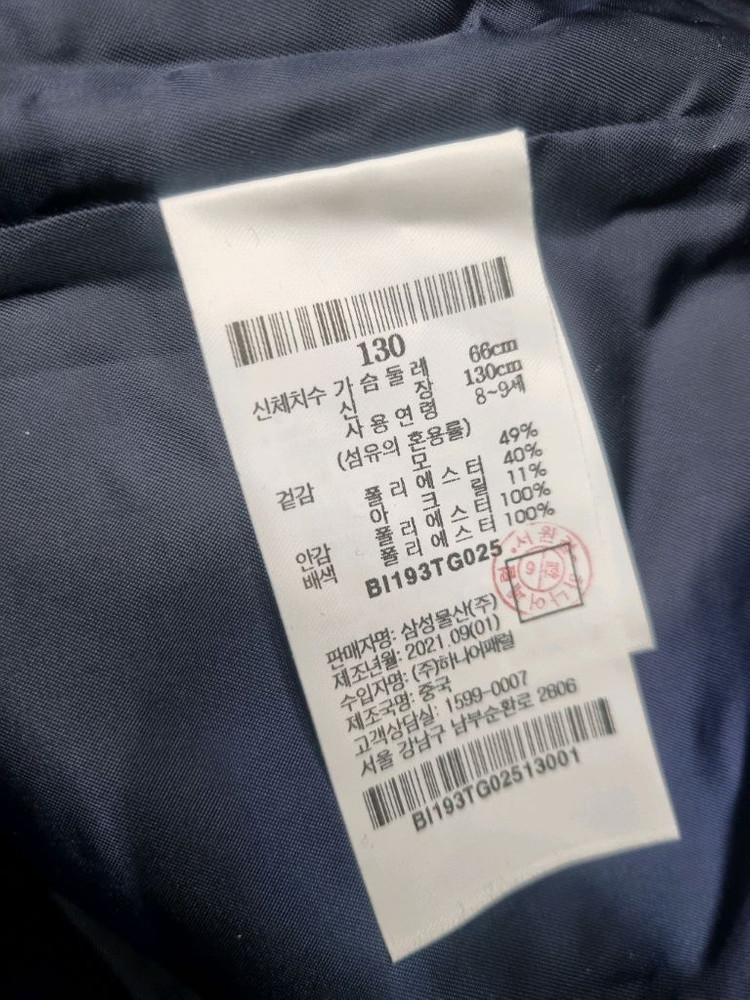 130
신체치수 가슴둘레 66cm
신장 130cm
사용연령 8~9세
(섬유의 혼용률)
겉감 모 49%
폴리에스터 40%
아크릴 11%
안감 폴리에스터 100%
배색 폴리에스터 100%
BI193TG025
판매자명: 삼성물산(주)
제조년월: 2021.09(01)
수입자명: (주)하나어패럴
제조국명: 중국
고객상담실: 1599-0007
서울 강남구 남부순환로 2806
BI193TG02513001